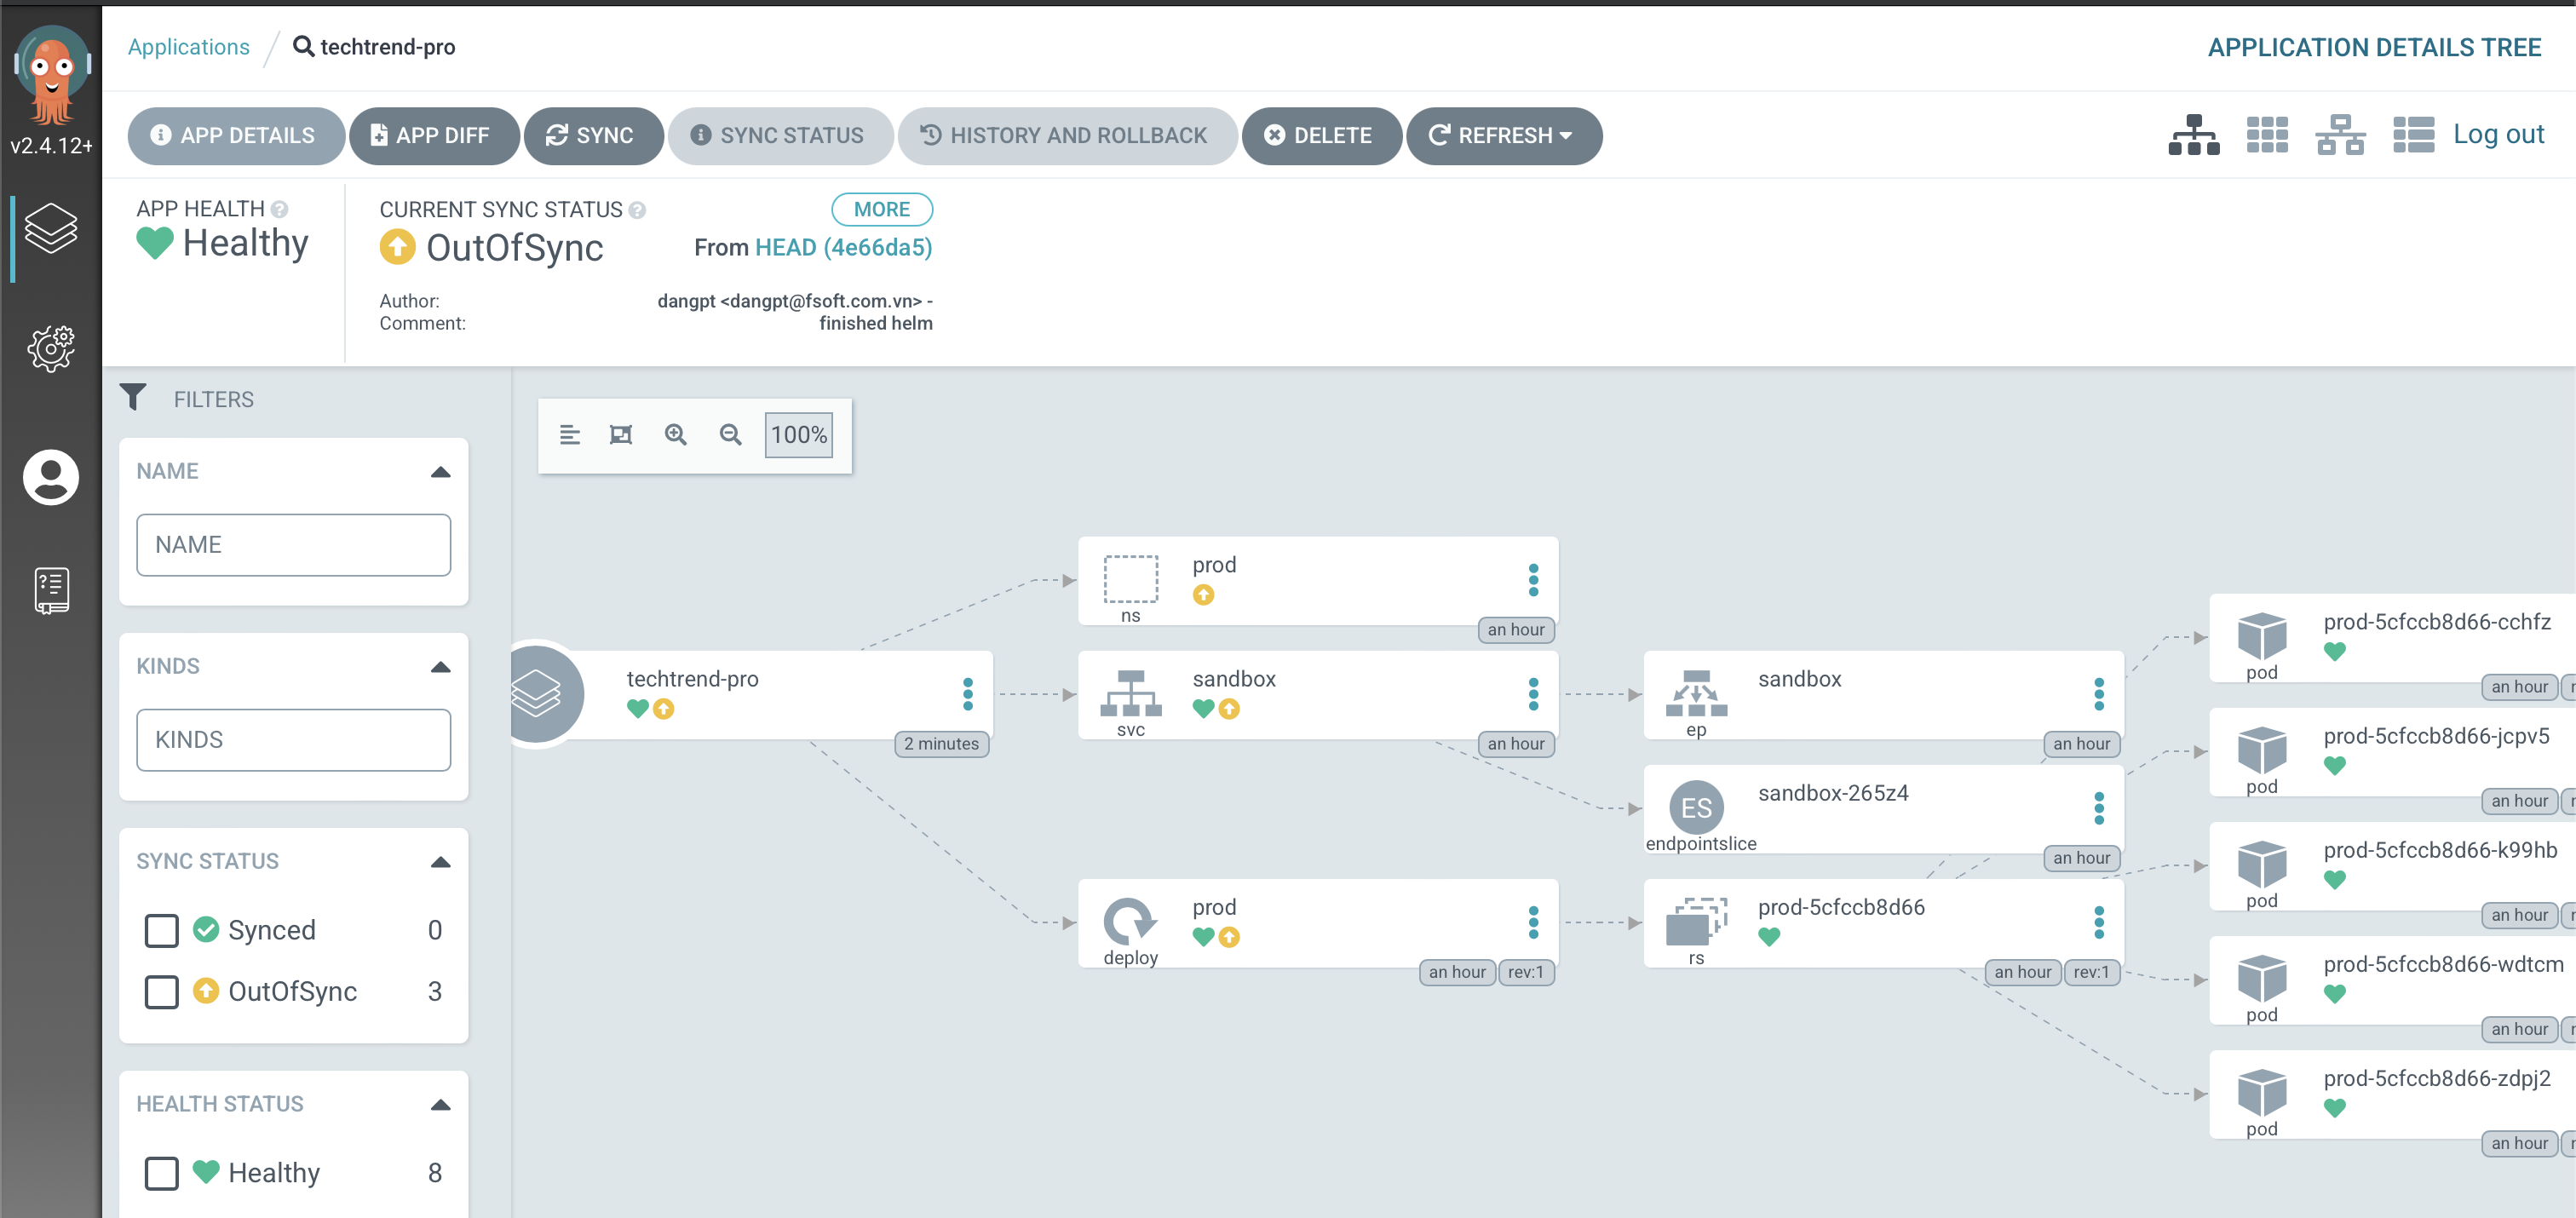 Applications / techtrend-pro
APPLICATION DETAILS TREE
v2.4.12+
APP DETAILS
APP DIFF
SYNC
SYNC STATUS
HISTORY AND ROLLBACK
DELETE
REFRESH
Log out
APP HEALTH
Healthy
CURRENT SYNC STATUS
MORE
OutOfSync
From HEAD (4e66da5)
Author: dangpt <dangpt@fsoft.com.vn> -
Comment: finished helm
FILTERS
NAME
NAME
KINDS
KINDS
SYNC STATUS
Synced 0
OutOfSync 3
HEALTH STATUS
Healthy 8
100%
techtrend-pro
2 minutes
prod
ns
an hour
sandbox
svc
an hour
prod
deploy
an hour rev:1
sandbox
ep
an hour
ES
sandbox-265z4
endpointslice
an hour
prod-5cfccb8d66
rs
an hour rev:1
prod-5cfccb8d66-cchfz
pod
an hour
prod-5cfccb8d66-jcpv5
pod
an hour
prod-5cfccb8d66-k99hb
pod
an hour
prod-5cfccb8d66-wdtcm
pod
an hour
prod-5cfccb8d66-zdpj2
pod
an hour